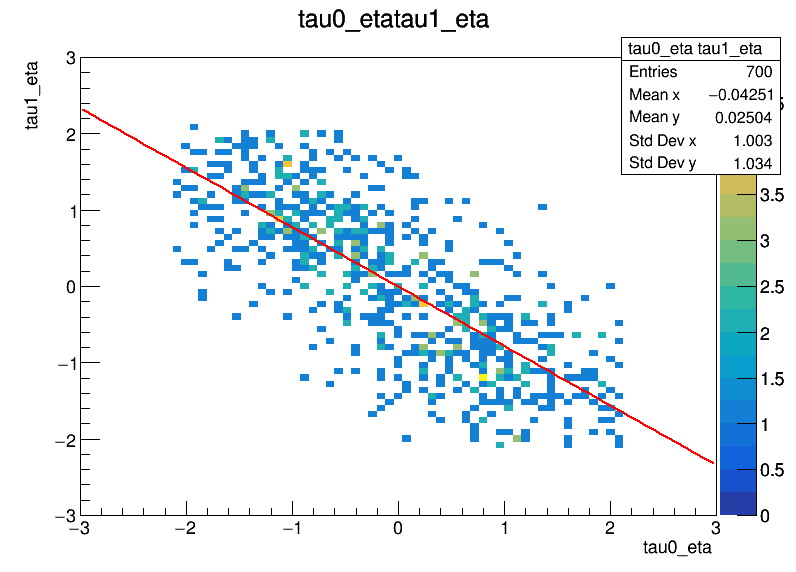 tau0_etatau1_eta
tau0_eta tau1_eta
Entries 700
Mean x −0.04251
Mean y 0.02504
Std Dev x 1.003
Std Dev y 1.034
tau1_eta
3
2
1
0
−1
−2
−3
−3 −2 −1 0 1 2 3
tau0_eta
3.5
3
2.5
2
1.5
1
0.5
0